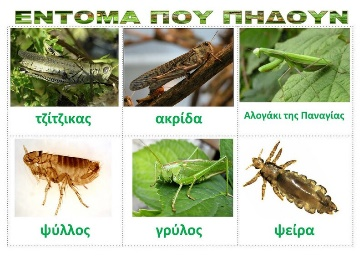 ΕΝΤΟΜΑ ΠΟΥ ΠΗΔΟΥΝ
τζίτζικας
ακρίδα
Αλογάκι της Παναγίας
ψύλλος
γρύλος
ψείρα